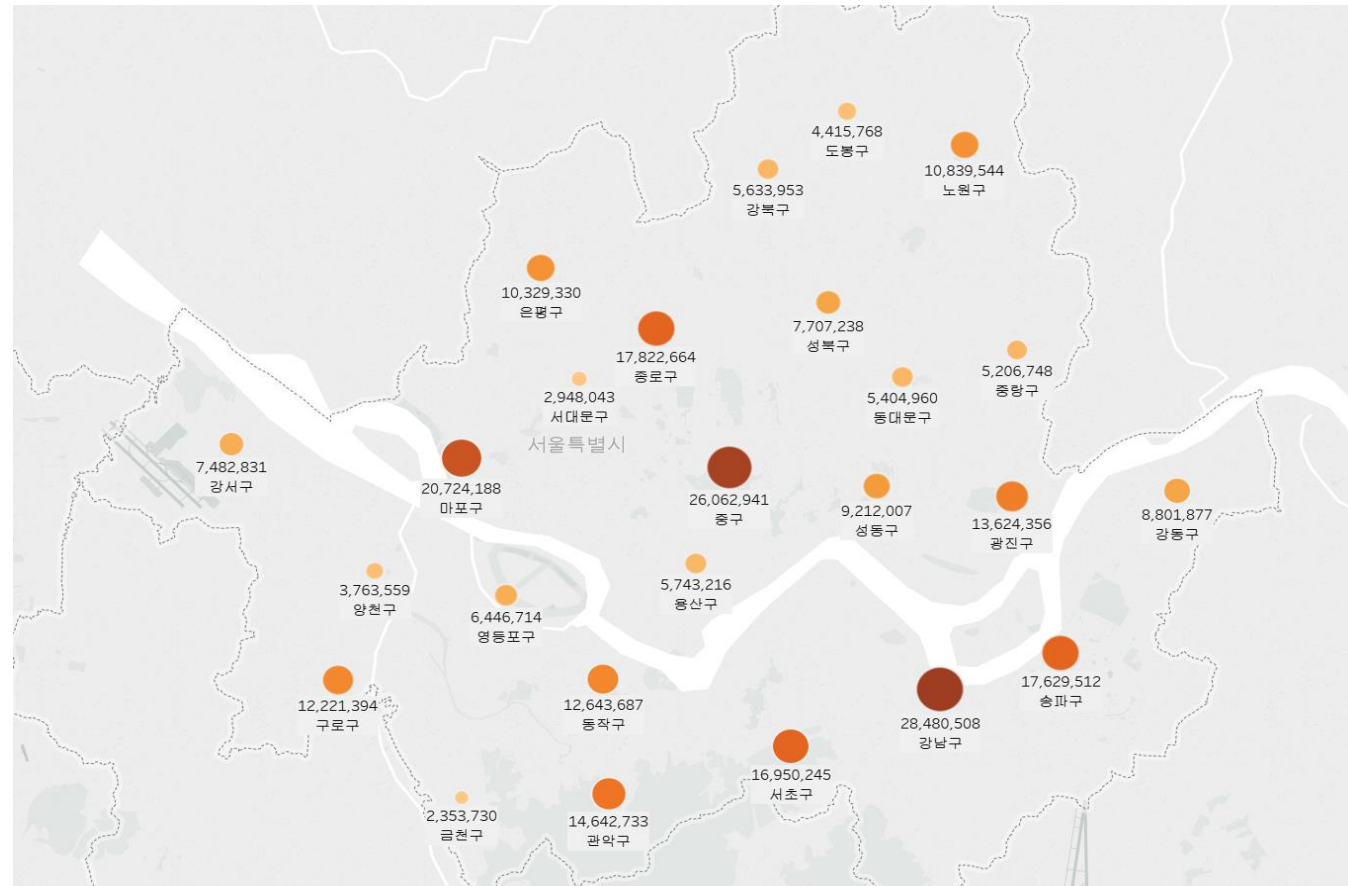 4,415,768
도봉구
10,839,544
노원구
5,633,953
강북구
10,329,330
은평구
7,707,238
성북구
17,822,664
종로구
5,206,748
중랑구
2,948,043
서대문구
5,404,960
동대문구
서울특별시
7,482,831
강서구
20,724,188
마포구
26,062,941
중구
9,212,007
성동구
13,624,356
광진구
8,801,877
강동구
3,763,559
양천구
6,446,714
영등포구
5,743,216
용산구
12,221,394
구로구
12,643,687
동작구
17,629,512
송파구
28,480,508
강남구
16,950,245
서초구
2,353,730
금천구
14,642,733
관악구